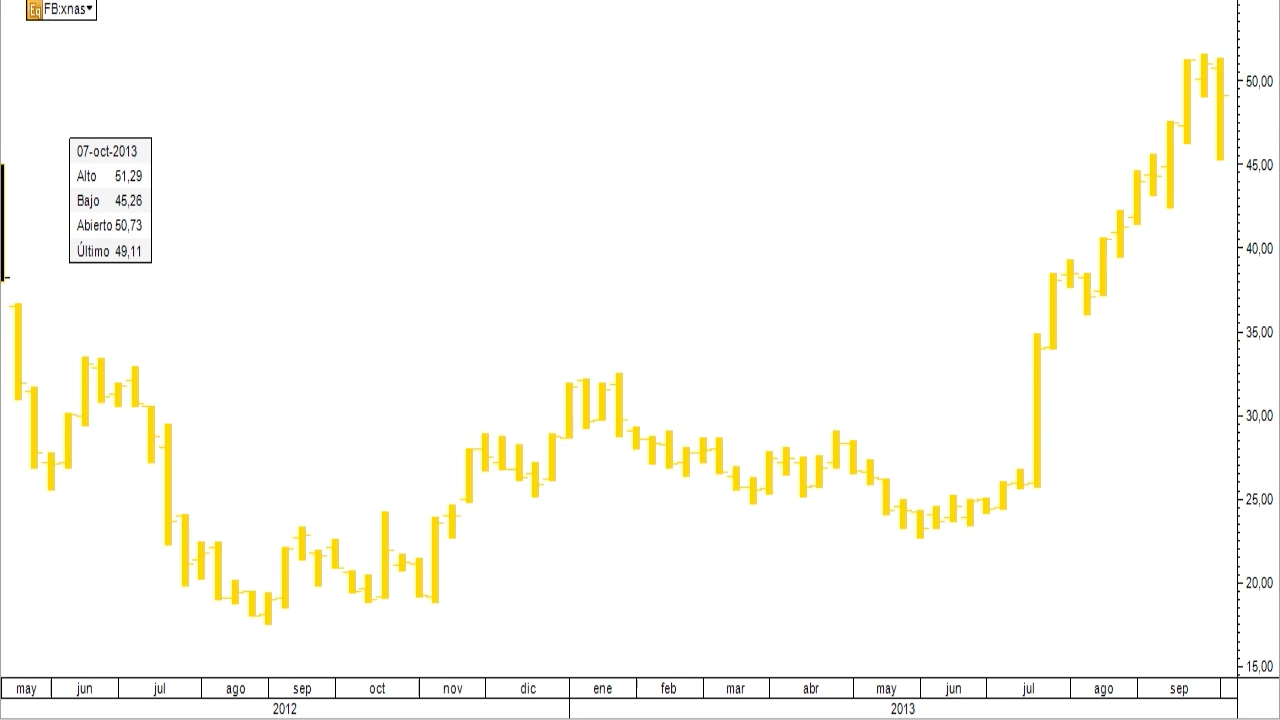 Eq FB:xnas
50,00
07-oct-2013
Alto 51,29
45,00
Bajo 45,26
Abierto 50,73
Último 49,11
40,00
35,00
30,00
25,00
20,00
15,00
may jun jul ago sep oct nov dic ene feb mar abr may jun jul ago sep
2012 2013